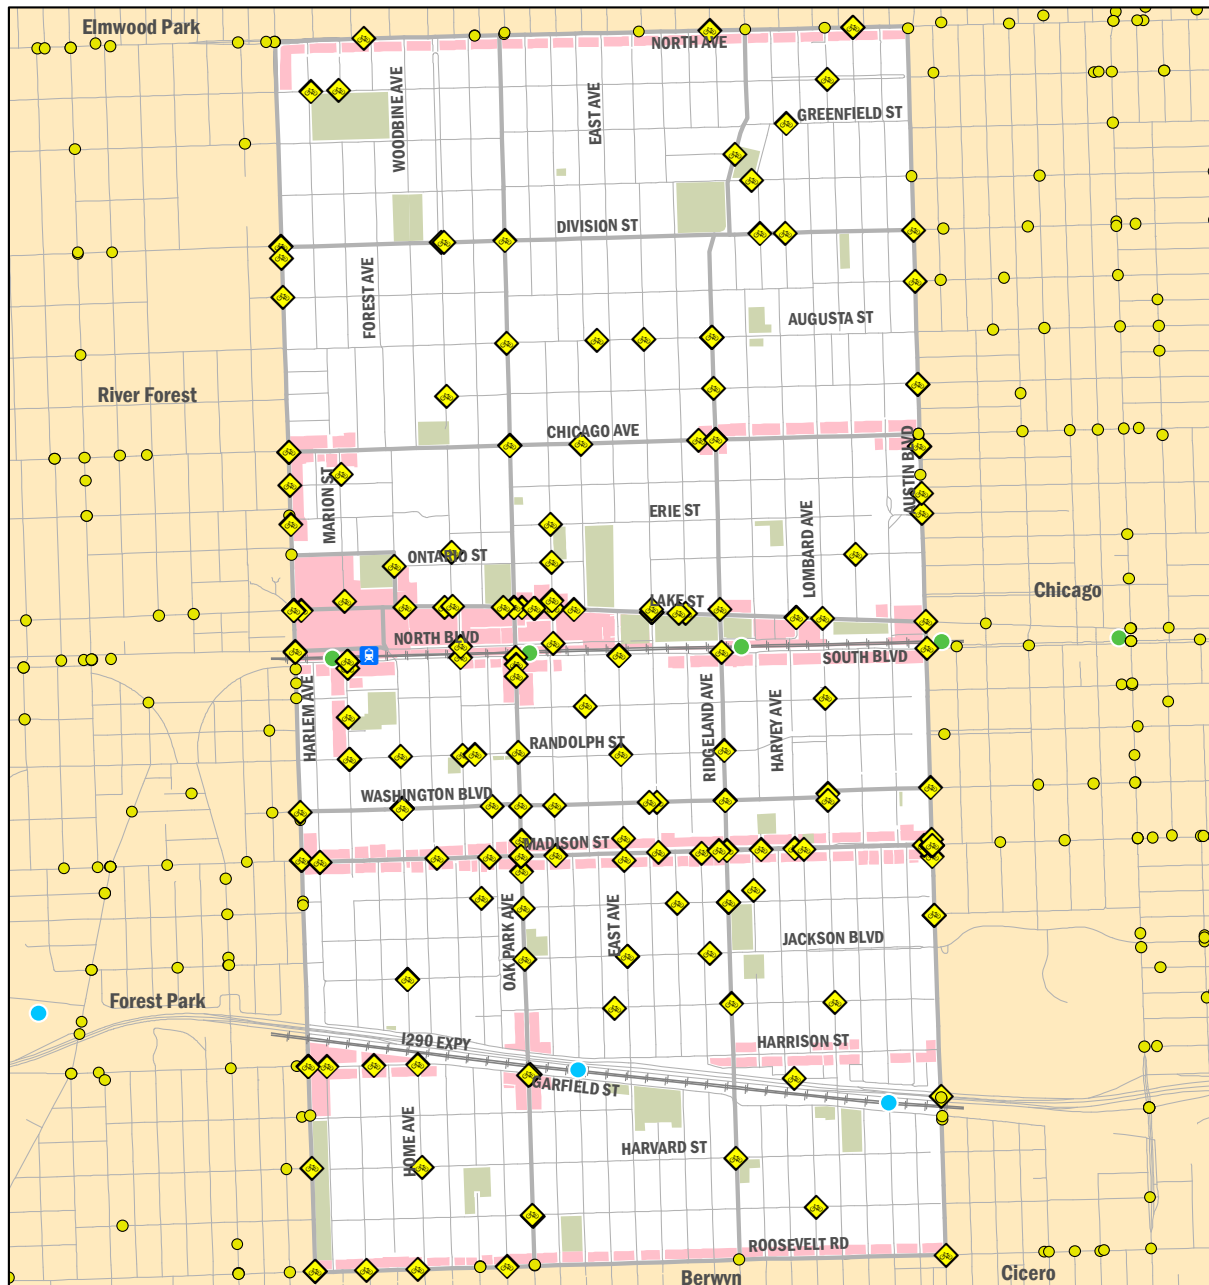 Elmwood Park
NORTH AVE
WOODBINE AVE
EAST AVE
GREENFIELD ST
DIVISION ST
FOREST AVE
AUGUSTA ST
River Forest
CHICAGO AVE
AUSTIN BLVD
MARION ST
ERIE ST
LOMBARD AVE
ONTARIO ST
Chicago
LAKE ST
NORTH BLVD
SOUTH BLVD
HARLEM AVE
RIDGELAND AVE
HARVEY AVE
RANDOLPH ST
WASHINGTON BLVD
MADISON ST
OAK PARK AVE
EAST AVE
JACKSON BLVD
Forest Park
I290 EXPY
HARRISON ST
GARFIELD ST
HOME AVE
HARVARD ST
ROOSEVELT RD
Berwyn
Cicero